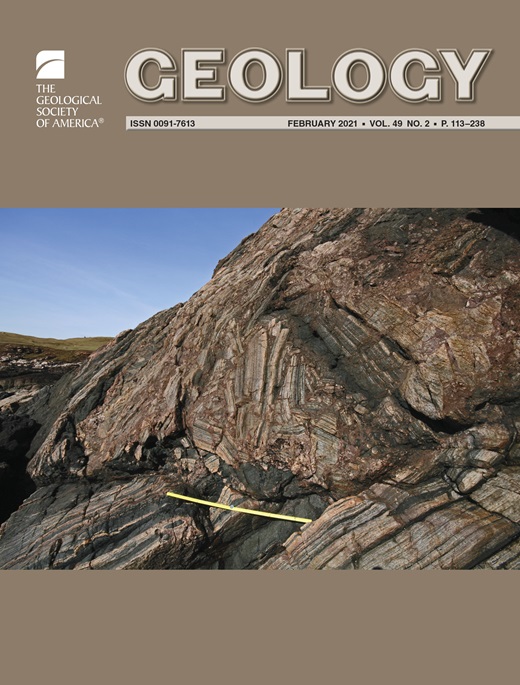 THE
GEOLOGICAL
SOCIETY
OF AMERICA®
GEOLOGY
ISSN 0091-7613
FEBRUARY 2021 ▪ VOL. 49 NO. 2 ▪ P. 113–238